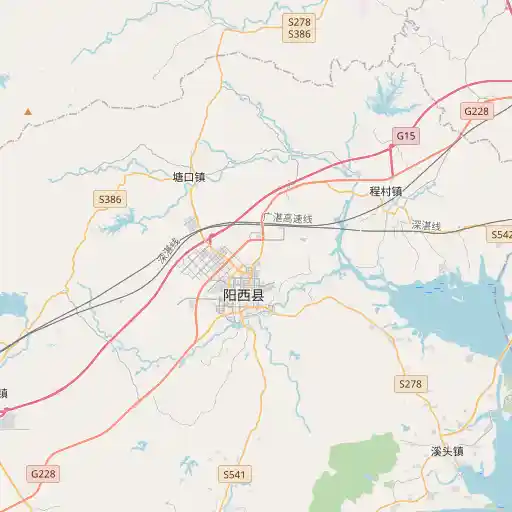 S278
S386
G228
G15
塘口镇
程村镇
S386
广湛高速线
深湛线
深湛线
S542
阳西县
S278
镇
溪头镇
G228
S541